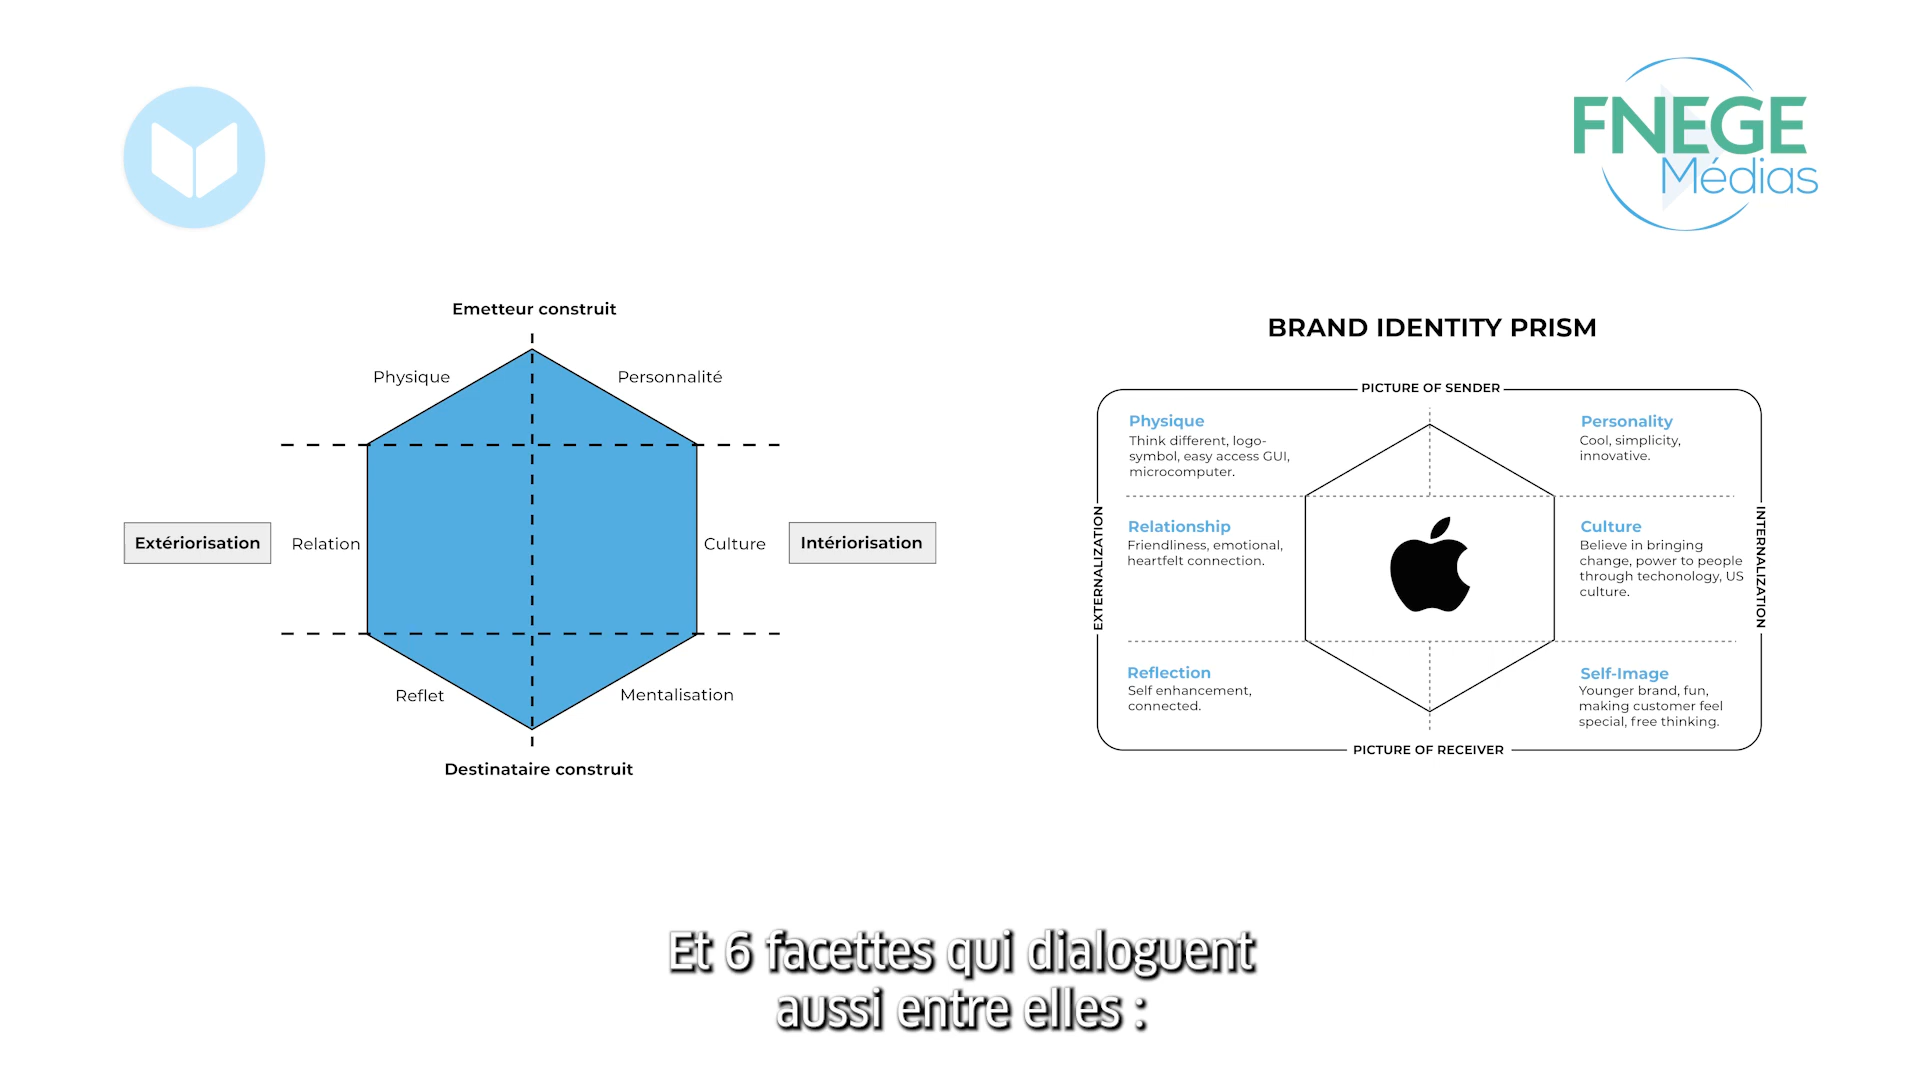 FNEGE
Médias
Emetteur construit
Physique
Personnalité
Extériorisation
Relation
Culture
Intériorisation
Reflet
Mentalisation
Destinataire construit
BRAND IDENTITY PRISM
PICTURE OF SENDER
Physique
Think different, logo-
symbol, easy access GUI,
microcomputer.
Personality
Cool, simplicity,
innovative.
EXTERNALIZATION
Relationship
Friendliness, emotional,
heartfelt connection.
Culture
Believe in bringing
change, power to people
through techonology, US
culture.
INTERNALIZATION
Reflection
Self enhancement,
connected.
Self-Image
Younger brand, fun,
making customer feel
special, free thinking.
PICTURE OF RECEIVER
Et 6 facettes qui dialoguent
aussi entre elles :